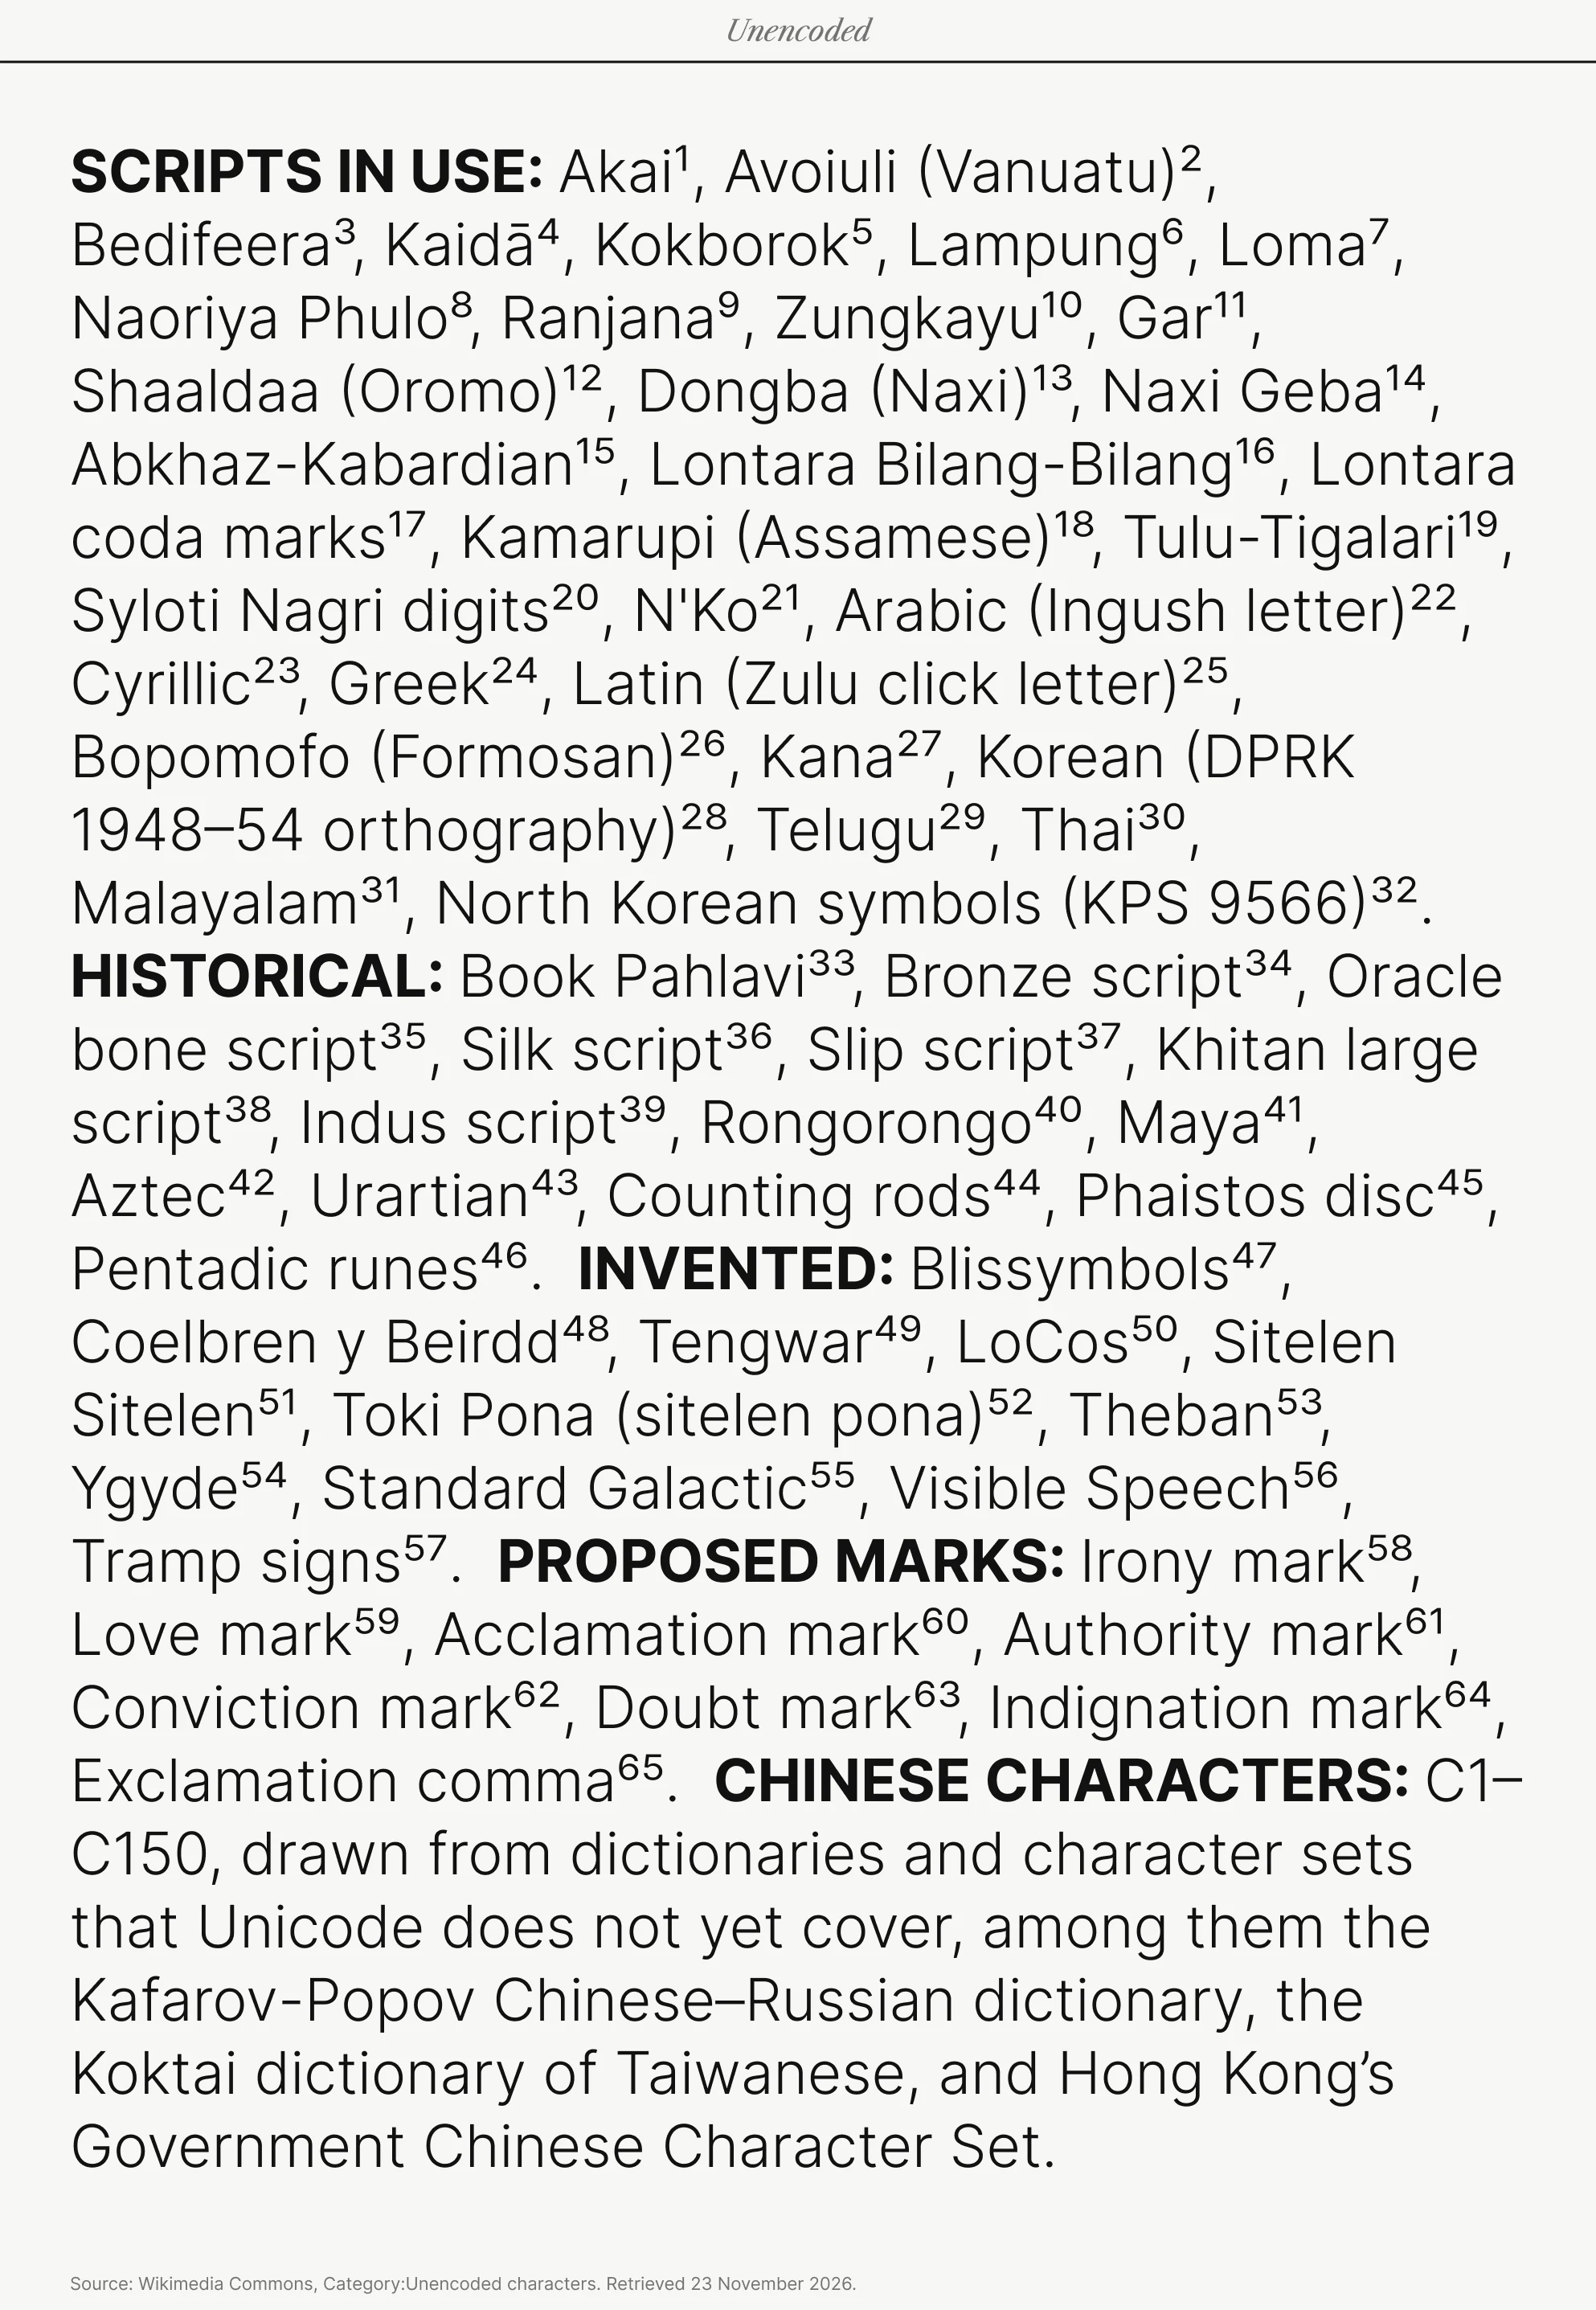 Unencoded
SCRIPTS IN USE: Akai¹, Avoiuli (Vanuatu)²,
Bedifeera³, Kaidā⁴, Kokborok⁵, Lampung⁶, Loma⁷,
Naoriya Phulo⁸, Ranjana⁹, Zungkayu¹⁰, Gar¹¹,
Shaaldaa (Oromo)¹², Dongba (Naxi)¹³, Naxi Geba¹⁴,
Abkhaz-Kabardian¹⁵, Lontara Bilang-Bilang¹⁶, Lontara
coda marks¹⁷, Kamarupi (Assamese)¹⁸, Tulu-Tigalari¹⁹,
Syloti Nagri digits²⁰, N'Ko²¹, Arabic (Ingush letter)²²,
Cyrillic²³, Greek²⁴, Latin (Zulu click letter)²⁵,
Bopomofo (Formosan)²⁶, Kana²⁷, Korean (DPRK
1948–54 orthography)²⁸, Telugu²⁹, Thai³⁰,
Malayalam³¹, North Korean symbols (KPS 9566)³².
HISTORICAL: Book Pahlavi³³, Bronze script³⁴, Oracle
bone script³⁵, Silk script³⁶, Slip script³⁷, Khitan large
script³⁸, Indus script³⁹, Rongorongo⁴⁰, Maya⁴¹,
Aztec⁴², Urartian⁴³, Counting rods⁴⁴, Phaistos disc⁴⁵,
Pentadic runes⁴⁶. INVENTED: Blissymbols⁴⁷,
Coelbren y Beirdd⁴⁸, Tengwar⁴⁹, LoCos⁵⁰, Sitelen
Sitelen⁵¹, Toki Pona (sitelen pona)⁵², Theban⁵³,
Ygyde⁵⁴, Standard Galactic⁵⁵, Visible Speech⁵⁶,
Tramp signs⁵⁷. PROPOSED MARKS: Irony mark⁵⁸,
Love mark⁵⁹, Acclamation mark⁶⁰, Authority mark⁶¹,
Conviction mark⁶², Doubt mark⁶³, Indignation mark⁶⁴,
Exclamation comma⁶⁵. CHINESE CHARACTERS: C1–
C150, drawn from dictionaries and character sets
that Unicode does not yet cover, among them the
Kafarov-Popov Chinese–Russian dictionary, the
Koktai dictionary of Taiwanese, and Hong Kong’s
Government Chinese Character Set.
Source: Wikimedia Commons, Category:Unencoded characters. Retrieved 23 November 2026.